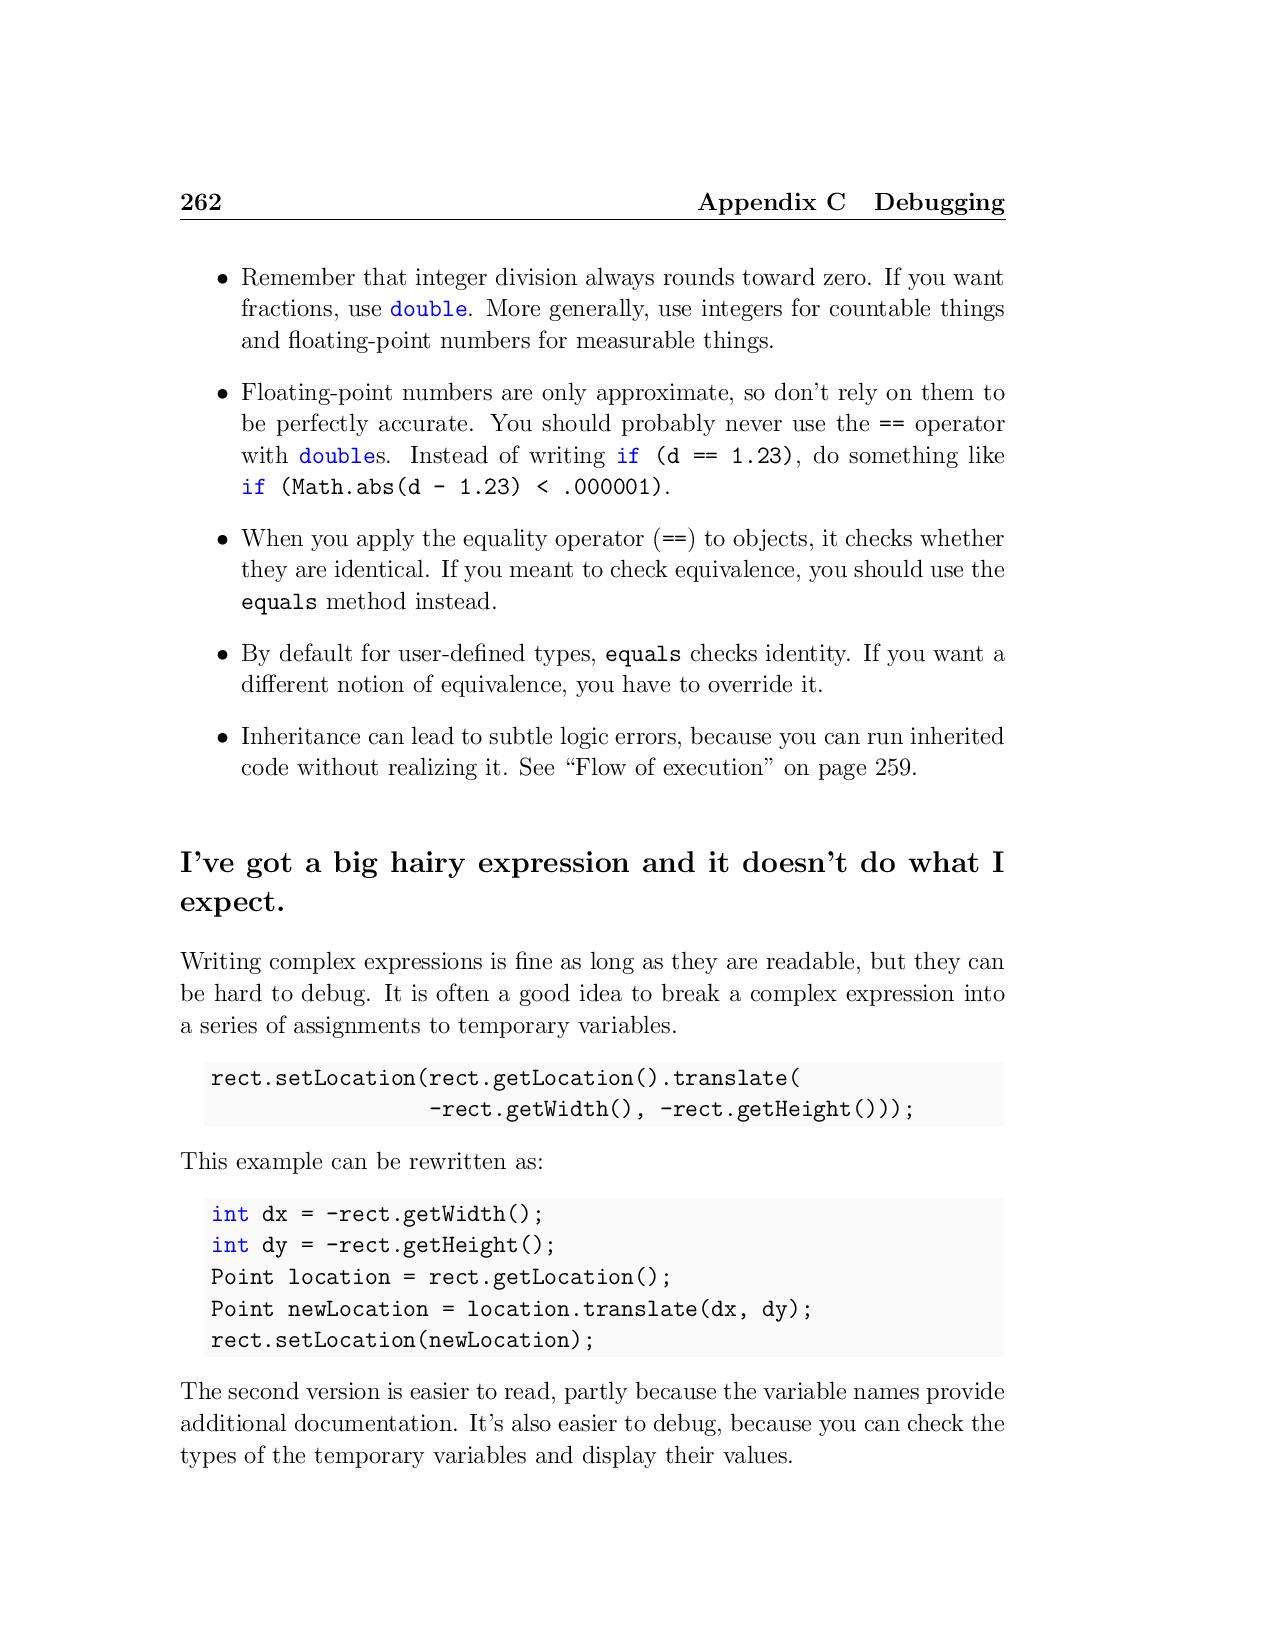 262 Appendix C Debugging
• Remember that integer division always rounds toward zero. If you want
fractions, use double. More generally, use integers for countable things
and floating-point numbers for measurable things.
• Floating-point numbers are only approximate, so don’t rely on them to
be perfectly accurate. You should probably never use the == operator
with doubles. Instead of writing if (d == 1.23), do something like
if (Math.abs(d - 1.23) < .000001).
• When you apply the equality operator (==) to objects, it checks whether
they are identical. If you meant to check equivalence, you should use the
equals method instead.
• By default for user-defined types, equals checks identity. If you want a
different notion of equivalence, you have to override it.
• Inheritance can lead to subtle logic errors, because you can run inherited
code without realizing it. See “Flow of execution” on page 259.
I’ve got a big hairy expression and it doesn’t do what I
expect.
Writing complex expressions is fine as long as they are readable, but they can
be hard to debug. It is often a good idea to break a complex expression into
a series of assignments to temporary variables.
rect.setLocation(rect.getLocation().translate(
-rect.getWidth(), -rect.getHeight()));
This example can be rewritten as:
int dx = -rect.getWidth();
int dy = -rect.getHeight();
Point location = rect.getLocation();
Point newLocation = location.translate(dx, dy);
rect.setLocation(newLocation);
The second version is easier to read, partly because the variable names provide
additional documentation. It’s also easier to debug, because you can check the
types of the temporary variables and display their values.